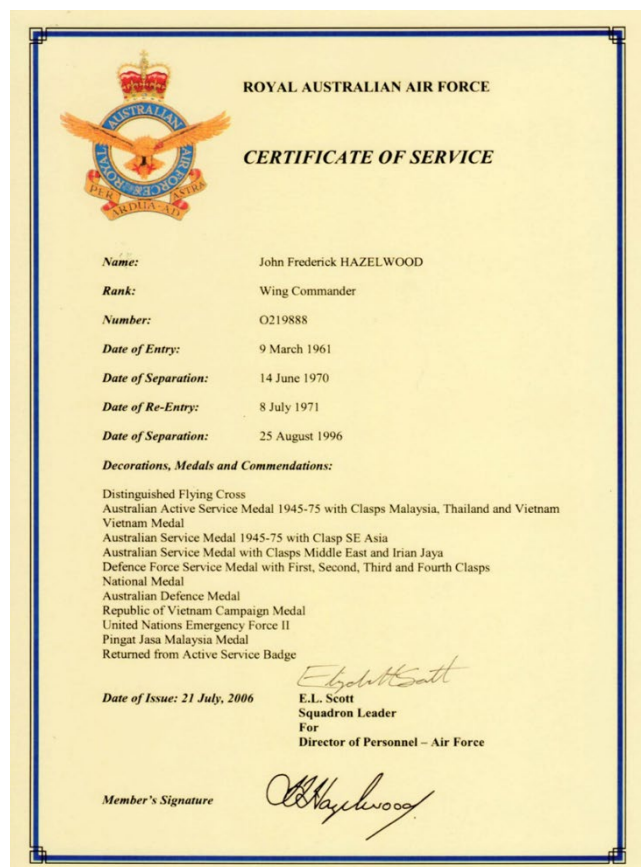 ROYAL AUSTRALIAN AIR FORCE
CERTIFICATE OF SERVICE
ROYAL AUSTRALIAN AIR FORCE
PER ARDUA AD ASTRA
Name: John Frederick HAZELWOOD
Rank: Wing Commander
Number: O219888
Date of Entry: 9 March 1961
Date of Separation: 14 June 1970
Date of Re-Entry: 8 July 1971
Date of Separation: 25 August 1996
Decorations, Medals and Commendations:
Distinguished Flying Cross
Australian Active Service Medal 1945-75 with Clasps Malaysia, Thailand and Vietnam
Vietnam Medal
Australian Service Medal 1945-75 with Clasp SE Asia
Australian Service Medal with Clasps Middle East and Irian Jaya
Defence Force Service Medal with First, Second, Third and Fourth Clasps
National Medal
Australian Defence Medal
Republic of Vietnam Campaign Medal
United Nations Emergency Force II
Pingat Jasa Malaysia Medal
Returned from Active Service Badge
Date of Issue: 21 July, 2006
E.L. Scott
Squadron Leader
For
Director of Personnel – Air Force
Member's Signature